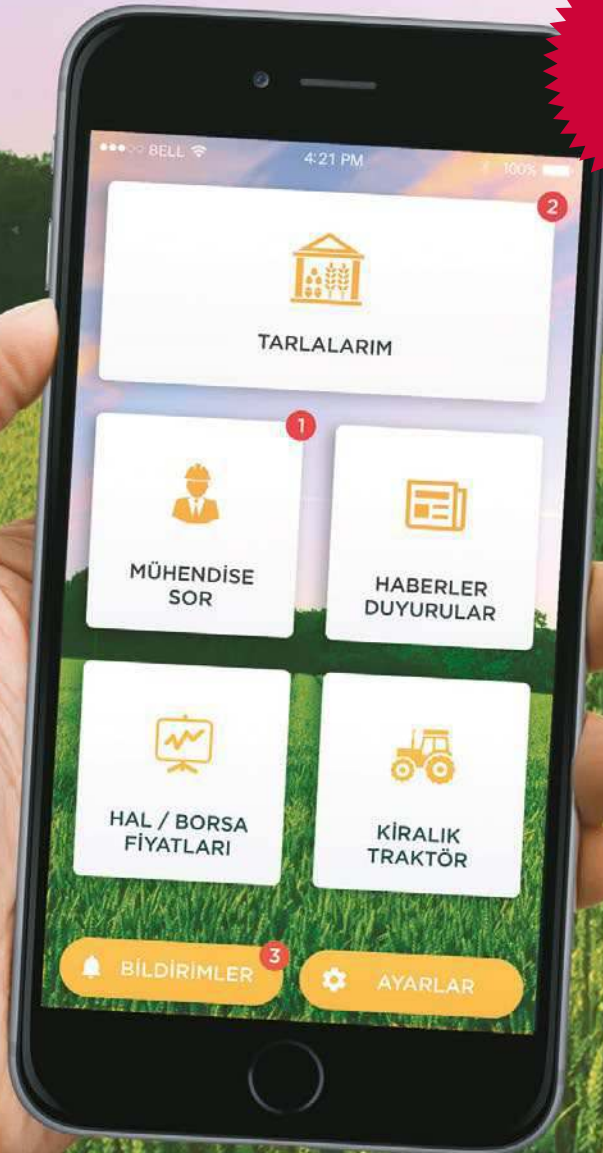 BELL
4:21 PM
100%
2
TARLALARIM
1
MÜHENDİSE
SOR
HABERLER
DUYURULAR
HAL / BORSA
FİYATLARI
KİRALIK
TRAKTÖR
BİLDİRİMLER
3
AYARLAR